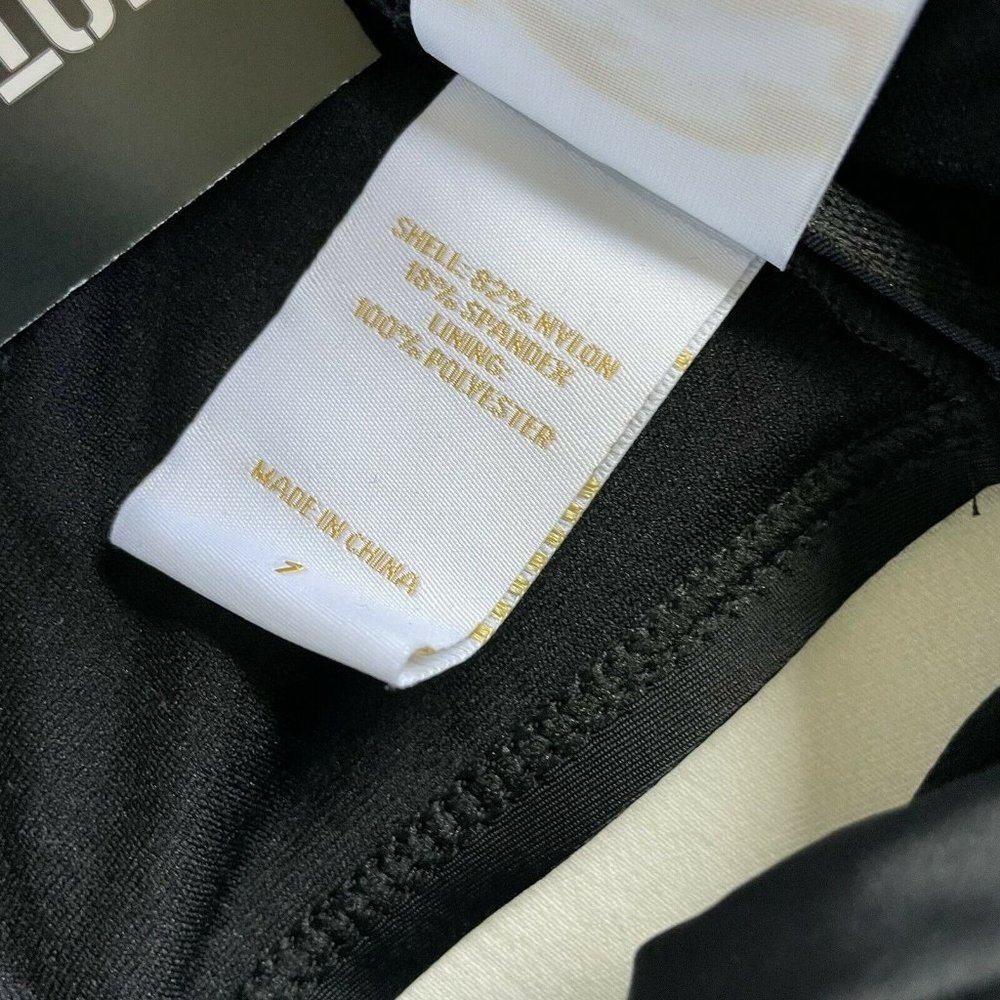 SHELL: 82% NYLON
18% SPANDEX
LINING:
100% POLYESTER
MADE IN CHINA